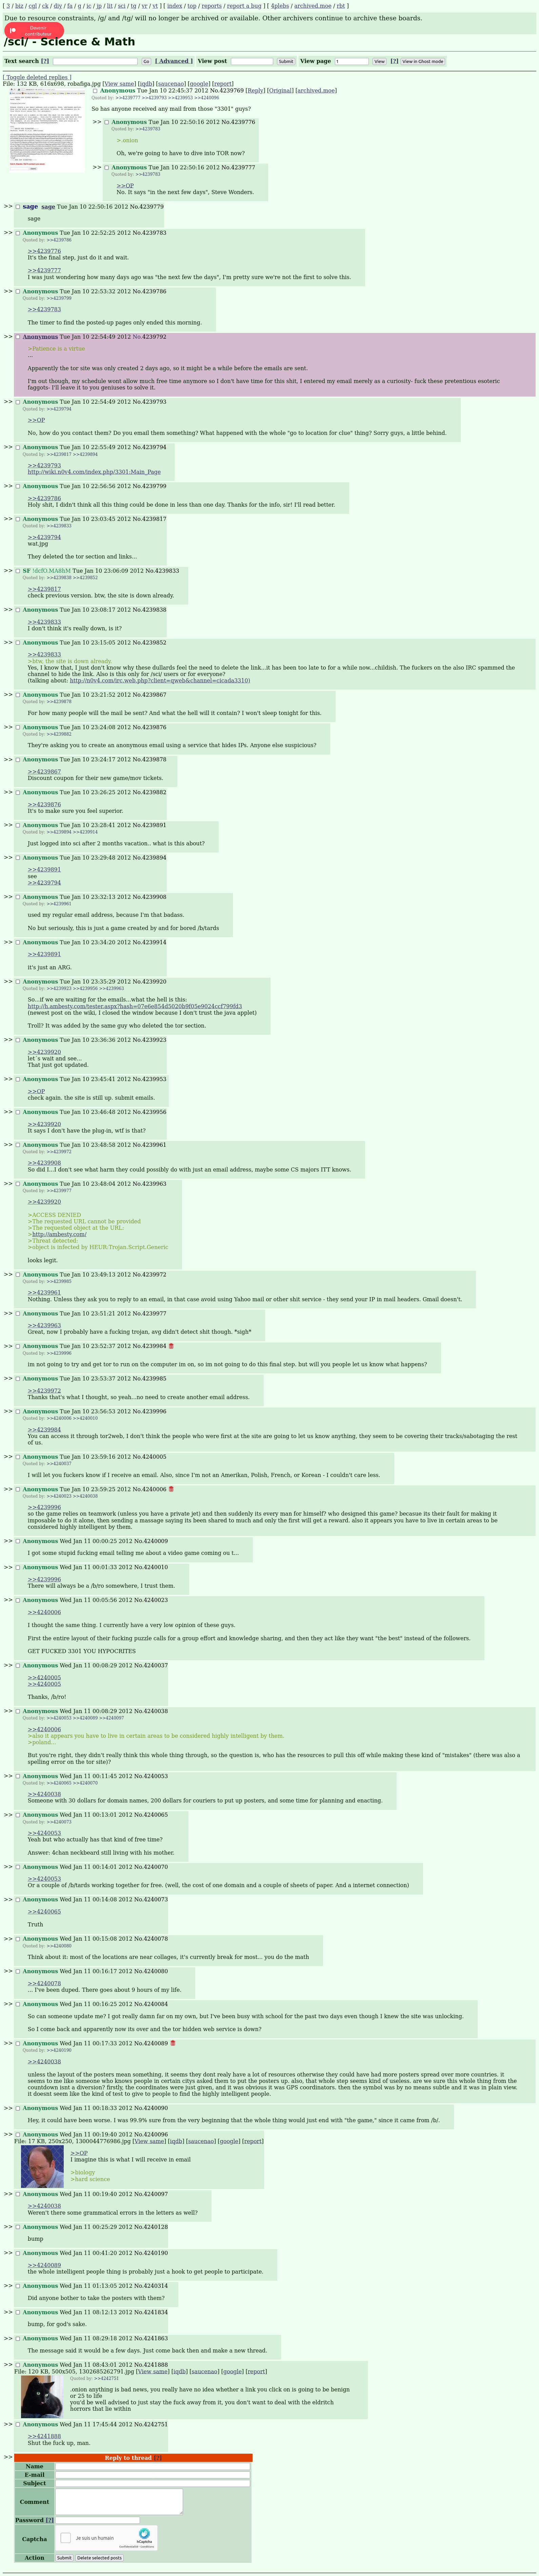 [ 3 / biz / cgl / ck / diy / fa / g / ic / jp / lit / sci / tg / vr / vt ] [ index / top / reports / report a bug ] [ 4plebs / archived.moe / rbt ]
Due to resource constraints, /g/ and /tg/ will no longer be archived or available. Other archivers continue to archive these boards.
Devenir contributeur
/sci/ - Science & Math
Text search [?] Go [ Advanced ] View post Submit View page 1 View [?] View in Ghost mode
[ Toggle deleted replies ]
File: 132 KB, 614x698, robafign.jpg [View same] [iqdb] [saucenao] [google] [report]
Anonymous Tue Jan 10 22:45:37 2012 No.4239769 [Reply] [Original] [archived.moe]
Quoted by: >>4239777 >>4239793 >>4239953 >>4240096
So has anyone received any mail from those "3301" guys?
>> Anonymous Tue Jan 10 22:50:16 2012 No.4239776
Quoted by: >>4239783
> .onion
Oh, we're going to have to dive into TOR now?
>> Anonymous Tue Jan 10 22:50:16 2012 No.4239777
Quoted by: >>4239783
>>OP
No. It says "in the next few days", Steve Wonders.
>> sage sage Tue Jan 10 22:50:16 2012 No.4239779
sage
>> Anonymous Tue Jan 10 22:52:25 2012 No.4239783
Quoted by: >>4239786
>>4239776
It's the final step, just do it and wait.
>>4239777
I was just wondering how many days ago was "the next few the days", I'm pretty sure we're not the first to solve this.
>> Anonymous Tue Jan 10 22:53:32 2012 No.4239786
Quoted by: >>4239799
>>4239783
The timer to find the posted-up pages only ended this morning.
>> Anonymous Tue Jan 10 22:54:49 2012 No.4239792
>Patience is a virtue
...
Apparently the tor site was only created 2 days ago, so it might be a while before the emails are sent.
I'm out though, my schedule wont allow much free time anymore so I don't have time for this shit, I entered my email merely as a curiosity- fuck these pretentious esoteric
faggots- I'll leave it to you geniuses to solve it.
>> Anonymous Tue Jan 10 22:54:49 2012 No.4239793
Quoted by: >>4239794
>>OP
No, how do you contact them? Do you email them something? What happened with the whole "go to location for clue" thing? Sorry guys, a little behind.
>> Anonymous Tue Jan 10 22:55:49 2012 No.4239794
Quoted by: >>4239817 >>4239894
>>4239793
http://wiki.n0v4.com/index.php/3301:Main_Page
>> Anonymous Tue Jan 10 22:56:56 2012 No.4239799
>>4239786
Holy shit, I didn't think all this thing could be done in less than one day. Thanks for the info, sir! I'll read better.
>> Anonymous Tue Jan 10 23:03:45 2012 No.4239817
Quoted by: >>4239833
>>4239794
wat.jpg
They deleted the tor section and links...
>> SF Tue Jan 10 23:06:09 2012 No.4239833
Quoted by: >>4239838 >>4239852
>>4239817
check previous version. btw, the site is down already.
>> Anonymous Tue Jan 10 23:08:17 2012 No.4239838
>>4239833
I don't think it's really down, is it?
>> Anonymous Tue Jan 10 23:15:05 2012 No.4239852
>>4239833
>btw, the site is down already.
Yes, I know that, I just don't know why these dullards feel the need to delete the link...it has been too late to for a while now...childish. The fuckers on the also IRC spammed the
channel to hide the link. Also is this only for /sci/ users or for everyone?
(talking about: http://n0v4.com/irc.web.php?client=qweb&channel=cicada3310)
>> Anonymous Tue Jan 10 23:21:52 2012 No.4239867
Quoted by: >>4239878
For how many people will the mail be sent? And what the hell will it contain? I won't sleep tonight for this.
>> Anonymous Tue Jan 10 23:24:08 2012 No.4239876
Quoted by: >>4239882
They're asking you to create an anonymous email using a service that hides IPs. Anyone else suspicious?
>> Anonymous Tue Jan 10 23:24:17 2012 No.4239878
>>4239867
Discount coupon for their new game/mov tickets.
>> Anonymous Tue Jan 10 23:26:25 2012 No.4239882
>>4239876
It's to make sure you feel superior.
>> Anonymous Tue Jan 10 23:28:41 2012 No.4239891
Quoted by: >>4239894 >>4239914
Just logged into sci after 2 months vacation.. what is this about?
>> Anonymous Tue Jan 10 23:29:48 2012 No.4239894
>>4239891
see
>>4239794
>> Anonymous Tue Jan 10 23:32:13 2012 No.4239908
Quoted by: >>4239961
used my regular email address, because I'm that badass.
No but seriously, this is just a game created by and for bored /b/tards
>> Anonymous Tue Jan 10 23:34:20 2012 No.4239914
>>4239891
it's just an ARG.
>> Anonymous Tue Jan 10 23:35:29 2012 No.4239920
Quoted by: >>4239923 >>4239956 >>4239963
So...if we are waiting for the emails...what the hell is this:
http://h.ambesty.com/tester.aspx?hash=07e6e854d5020b9f05e9024ccf799fd3
(newest post on the wiki, I closed the window because I don't trust the java applet)
Troll? It was added by the same guy who deleted the tor section.
>> Anonymous Tue Jan 10 23:36:36 2012 No.4239923
>>4239920
let´s wait and see...
That just got updated.
>> Anonymous Tue Jan 10 23:45:41 2012 No.4239953
>>OP
check again. the site is still up. submit emails.
>> Anonymous Tue Jan 10 23:46:48 2012 No.4239956
>>4239920
It says I don't have the plug-in, wtf is that?
>> Anonymous Tue Jan 10 23:48:58 2012 No.4239961
Quoted by: >>4239972
>>4239908
So did I...I don't see what harm they could possibly do with just an email address, maybe some CS majors ITT knows.
>> Anonymous Tue Jan 10 23:48:04 2012 No.4239963
Quoted by: >>4239977
>>4239920
>ACCESS DENIED
>The requested URL cannot be provided
>The requested object at the URL:
>http://ambesty.com/
>Threat detected:
>object is infected by HEUR:Trojan.Script.Generic
looks legit.
>> Anonymous Tue Jan 10 23:49:13 2012 No.4239972
Quoted by: >>4239985
>>4239961
Nothing. Unless they ask you to reply to an email, in that case avoid using Yahoo mail or other shit service - they send your IP in mail headers. Gmail doesn't.
>> Anonymous Tue Jan 10 23:51:21 2012 No.4239977
>>4239963
Great, now I probably have a fucking trojan, avg didn't detect shit though. *sigh*
>> Anonymous Tue Jan 10 23:52:37 2012 No.4239984
Quoted by: >>4239996
im not going to try and get tor to run on the computer im on, so im not going to do this final step. but will you people let us know what happens?
>> Anonymous Tue Jan 10 23:53:37 2012 No.4239985
>>4239972
Thanks that's what I thought, so yeah...no need to create another email address.
>> Anonymous Tue Jan 10 23:56:53 2012 No.4239996
Quoted by: >>4240006 >>4240010
>>4239984
You can access it through tor2web, I don't think the people who were first at the site are going to let us know anything, they seem to be covering their tracks/sabotaging the rest
of us.
>> Anonymous Tue Jan 10 23:59:16 2012 No.4240005
Quoted by: >>4240037
I will let you fuckers know if I receive an email. Also, since I'm not an Amerikan, Polish, French, or Korean - I couldn't care less.
>> Anonymous Tue Jan 10 23:59:25 2012 No.4240006
Quoted by: >>4240023 >>4240038
>>4239996
so the game relies on teamwork (unless you have a private jet) and then suddenly its every man for himself? who designed this game? because its their fault for making it
impossible to do it alone, then sending a massage saying its been shared to much and only the first will get a reward. also it appears you have to live in certain areas to be
considered highly intelligent by them.
>> Anonymous Wed Jan 11 00:00:25 2012 No.4240009
I got some stupid fucking email telling me about a video game coming ou t...
>> Anonymous Wed Jan 11 00:01:33 2012 No.4240010
>>4239996
There will always be a /b/ro somewhere, I trust them.
>> Anonymous Wed Jan 11 00:05:56 2012 No.4240023
>>4240006
I thought the same thing. I currently have a very low opinion of these guys.
First the entire layout of their fucking puzzle calls for a group effort and knowledge sharing, and then they act like they want "the best" instead of just the followers.
GET FUCKED 3301 YOU HYPOCRITES
>> Anonymous Wed Jan 11 00:08:29 2012 No.4240037
>>4240005
>>4240005
Thanks, /b/ro!
>> Anonymous Wed Jan 11 00:08:29 2012 No.4240038
Quoted by: >>4240053 >>4240089 >>4240097
>>4240006
>also it appears you have to live in certain areas to be considered highly intelligent by them.
>poland...
But you're right, they didn't really think this whole thing through, so the question is, who has the resources to pull this off while making these kind of "mistakes" (there was also a
spelling error on the tor site)?
>> Anonymous Wed Jan 11 00:11:45 2012 No.4240053
Quoted by: >>4240065 >>4240070
>>4240038
Someone with 30 dollars for domain names, 200 dollars for couriers to put up posters, and some time for planning and enacting.
>> Anonymous Wed Jan 11 00:13:01 2012 No.4240065
Quoted by: >>4240073
>>4240053
Yeah but who actually has that kind of free time?
Answer: 4chan neckbeard still living with his mother.
>> Anonymous Wed Jan 11 00:14:01 2012 No.4240070
>>4240053
Or a couple of /b/tards working together for free. (well, the cost of one domain and a couple of sheets of paper. And a internet connection)
>> Anonymous Wed Jan 11 00:14:08 2012 No.4240073
>>4240065
Truth
>> Anonymous Wed Jan 11 00:15:08 2012 No.4240078
Quoted by: >>4240080
Think about it: most of the locations are near collages, it's currently break for most... you do the math
>> Anonymous Wed Jan 11 00:16:17 2012 No.4240080
>>4240078
... I've been duped. There goes about 9 hours of my life.
>> Anonymous Wed Jan 11 00:16:25 2012 No.4240084
So can someone update me? I got really damn far on my own, but I've been busy with school for the past two days even though I knew the site was unlocking.
So I come back and apparently now its over and the tor hidden web service is down?
>> Anonymous Wed Jan 11 00:17:33 2012 No.4240089
Quoted by: >>4240190
>>4240038
unless the layout of the posters mean something, it seems they dont realy have a lot of resources otherwise they could have had more posters spread over more countries. it
seems to me like someone who knows people in certain citys asked them to put the posters up. also, that whole step seems kind of useless. are we sure this whole thing from the
countdown isnt a diversion? firstly, the coordinates were just given, and it was so obvious that it was GPS coordinators. then the symbol was by no means subtle and it was online.
it doesnt seem like the kind of test to give to people to find the highly intelligent people.
>> Anonymous Wed Jan 11 00:18:33 2012 No.4240090
Hey, it could have been worse. I was 99.9% sure from the very beginning that the whole thing would just end with "the game," since it came from /b/.
>> Anonymous Wed Jan 11 00:19:40 2012 No.4240096
File: 17 KB, 250x250, 1300044776986.jpg [View same] [iqdb] [saucenao] [google] [report]
>>OP
I imagine this is what I will receive in email
>biology
>hard science
>> Anonymous Wed Jan 11 00:19:40 2012 No.4240097
>>4240038
Weren't there some grammatical errors in the letters as well?
>> Anonymous Wed Jan 11 00:25:29 2012 No.4240128
bump
>> Anonymous Wed Jan 11 00:41:20 2012 No.4240190
>>4240089
the whole intelligent people thing is probably just a hook to get people to participate.
>> Anonymous Wed Jan 11 01:13:05 2012 No.4240314
Did anyone bother to take the posters with them?
>> Anonymous Wed Jan 11 08:12:13 2012 No.4241834
bump, for god's sake.
>> Anonymous Wed Jan 11 08:29:18 2012 No.4241863
The message said it would be a few days. Just come back then and make a new thread.
>> Anonymous Wed Jan 11 08:43:01 2012 No.4241888
File: 120 KB, 500x505, 1302685262791.jpg [View same] [iqdb] [saucenao] [google] [report]
Quoted by: >>4242751
.onion anything is bad news, you really have no idea whether a link you click on is going to be benign
or 25 to life
you'd be well advised to just stay the fuck away from it, you don't want to deal with the eldritch
horrors that lie within
>> Anonymous Wed Jan 11 17:45:44 2012 No.4242751
>>4241888
Shut the fuck up, man.
>> Reply to thread [?]
Name
E-mail
Subject
Comment
Password [?]
Captcha Je suis un humain hCaptcha
Action Submit Delete selected posts